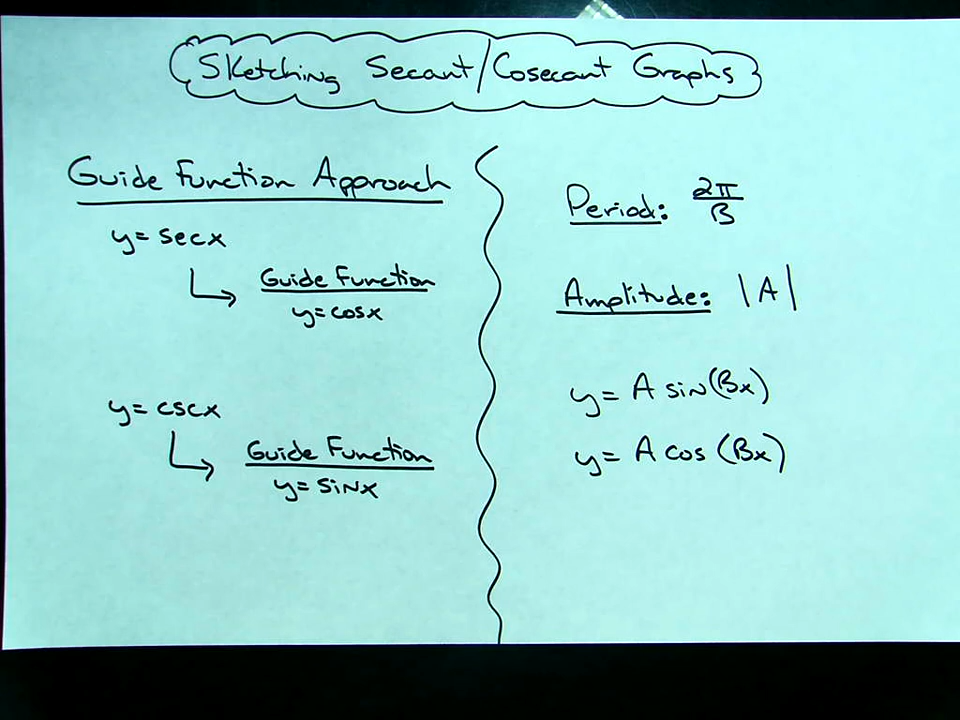 Sketching Secant/Cosecant Graphs
Guide Function Approach
y= secx
Guide Function
y=cosx
y= cscx
Guide Function
y= sinx
Period: 2π/B
Amplitude: |A|
y= A sin(Bx)
y= A cos (Bx)